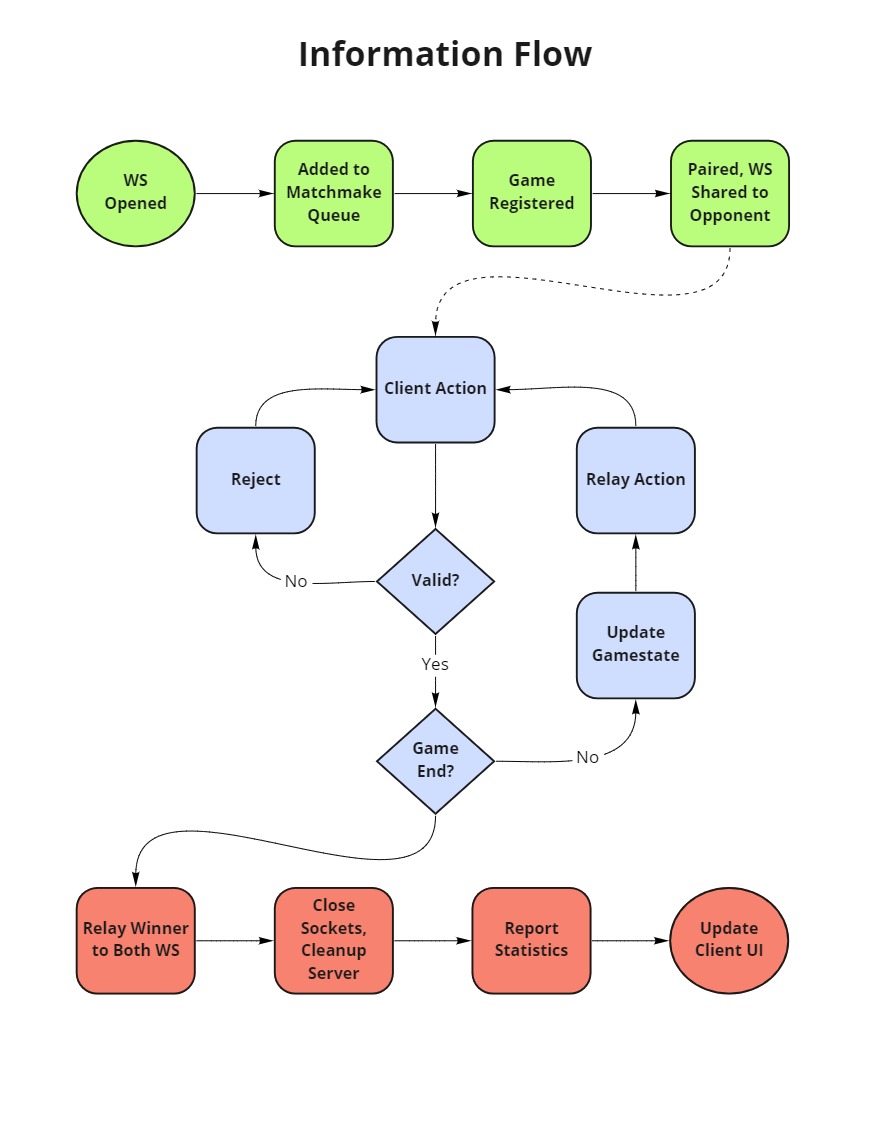 Information Flow
WS
Opened
Added to
Matchmake
Queue
Game
Registered
Paired, WS
Shared to
Opponent
Client Action
Reject
Relay Action
No
Valid?
Yes
Update
Gamestate
Game
End?
No
Relay Winner
to Both WS
Close
Sockets,
Cleanup
Server
Report
Statistics
Update
Client UI